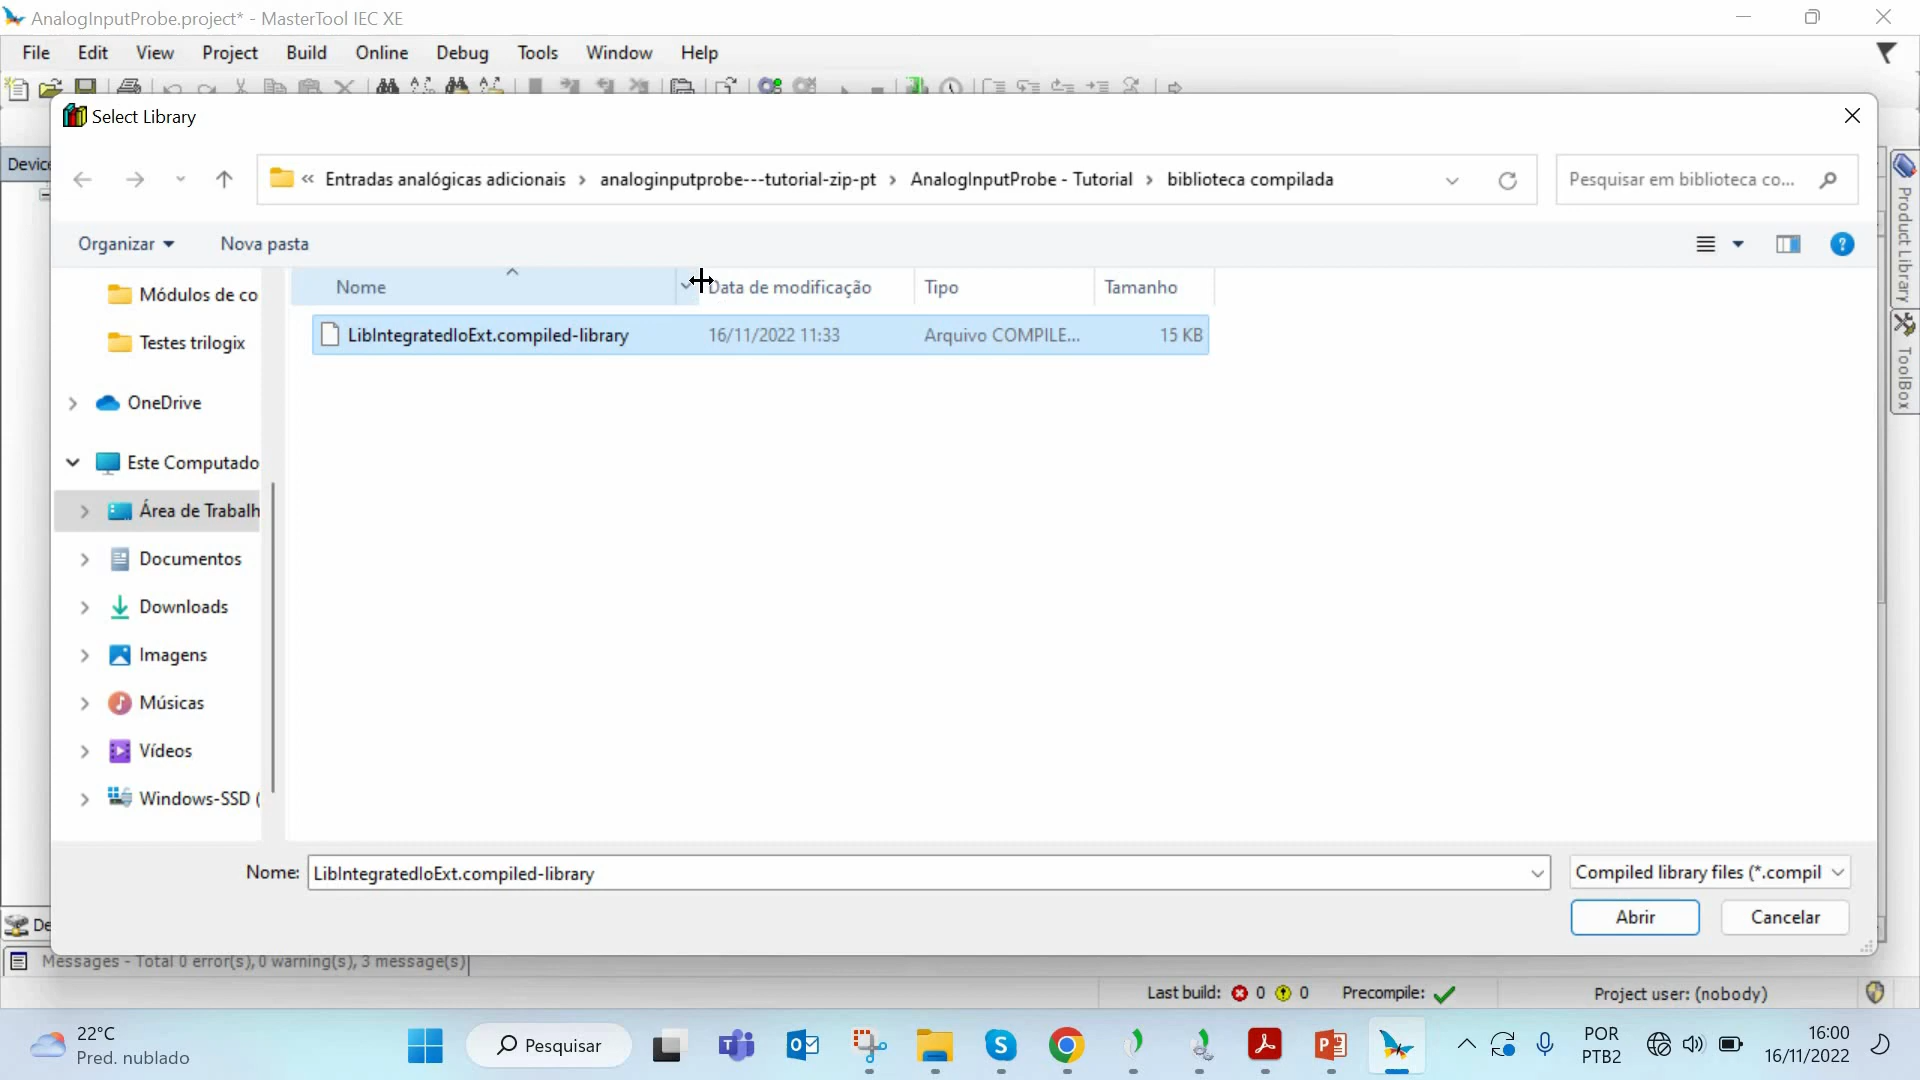 AnalogInputProbe.project* - MasterTool IEC XE
File Edit View Project Build Online Debug Tools Window Help
Select Library
Entradas analógicas adicionais > analoginputprobe---tutorial-zip-pt > AnalogInputProbe - Tutorial > biblioteca compilada
Pesquisar em biblioteca co...
Organizar
Nova pasta
Nome
Data de modificação
Tipo
Tamanho
LibIntegratedIoExt.compiled-library 16/11/2022 11:33 Arquivo COMPILE... 15 KB
Módulos de co
Testes trilogix
OneDrive
Este Computado
Área de Trabalh
Documentos
Downloads
Imagens
Músicas
Vídeos
Windows-SSD (
Device
Product Library
ToolBox
Nome: LibIntegratedIoExt.compiled-library
Compiled library files (*.compil
Abrir
Cancelar
De
Messages - Total 0 error(s), 0 warning(s), 3 message(s)
Last build: 0 0 Precompile:
Project user: (nobody)
22°C
Pred. nublado
Pesquisar
POR
PTB2
16:00
16/11/2022